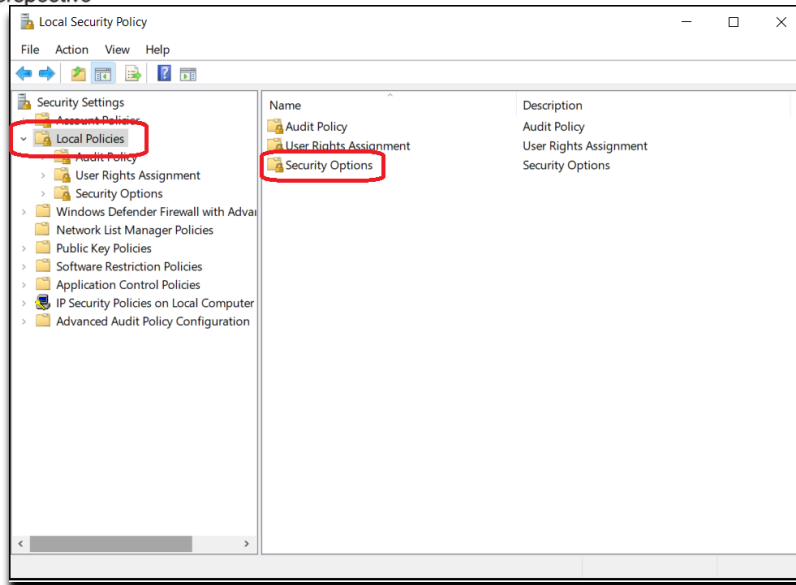 Local Security Policy
File Action View Help
Security Settings
Account Policies
Local Policies
Audit Policy
User Rights Assignment
Security Options
Windows Defender Firewall with Advan
Network List Manager Policies
Public Key Policies
Software Restriction Policies
Application Control Policies
IP Security Policies on Local Computer
Advanced Audit Policy Configuration
Name Description
Audit Policy Audit Policy
User Rights Assignment User Rights Assignment
Security Options Security Options